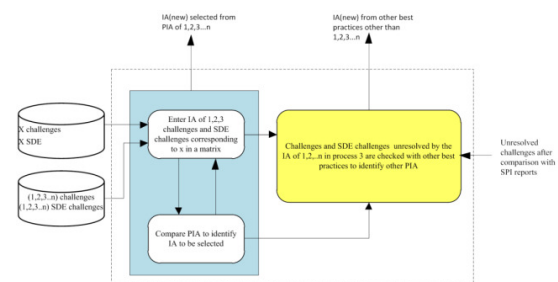 IA(new) selected from
PIA of 1,2,3...n
IA(new) from other best
practices other than
1,2,3...n
X challenges
X SDE
Enter IA of 1,2,3
challenges and SDE
challenges corresponding
to x in a matrix
Challenges and SDE challenges unresolved by the
IA of 1,2,..n in process 3 are checked with other best
practices to identify other PIA
Unresolved
challenges after
comparison with
SPI reports
(1,2,3..n) challenges
(1,2,3..n) SDE challenges
Compare PIA to identify
IA to be selected